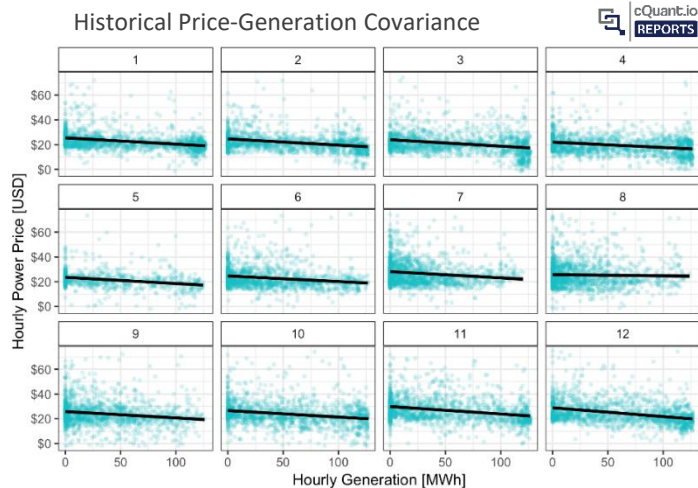 Historical Price-Generation Covariance
cQuant.io
REPORTS
1 2 3 4
$60
$40
$20
$0
5 6 7 8
$60
$40
$20
$0
9 10 11 12
$60
$40
$20
$0
0 50 100 0 50 100 0 50 100 0 50 100
Hourly Power Price [USD]
Hourly Generation [MWh]